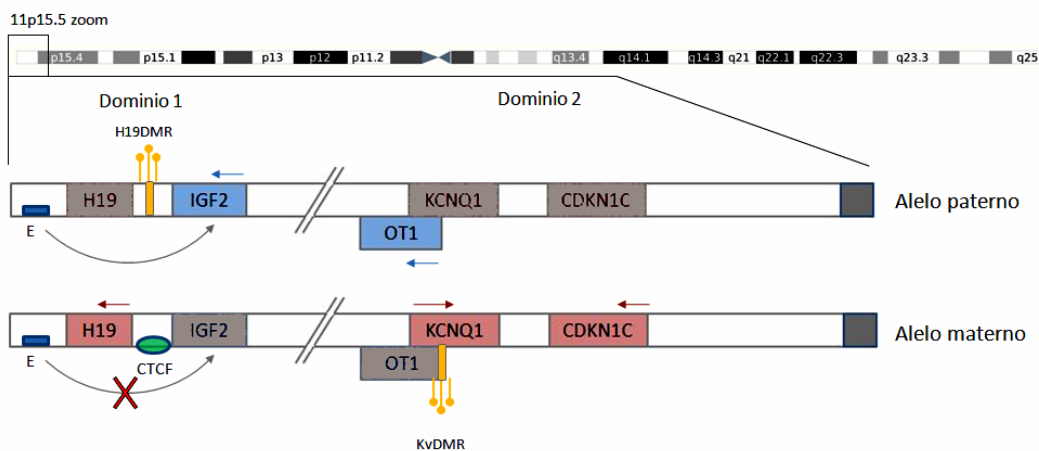 11p15.5 zoom
p15.4 p15.1 p13 p12 p11.2 q13.4 q14.1 q14.3 q21 q22.1 q22.3 q23.3 q25
Dominio 1 Dominio 2
H19DMR
H19 IGF2 KCNQ1 CDKN1C Alelo paterno
E OT1
H19 IGF2 KCNQ1 CDKN1C Alelo materno
E CTCF OT1
KvDMR